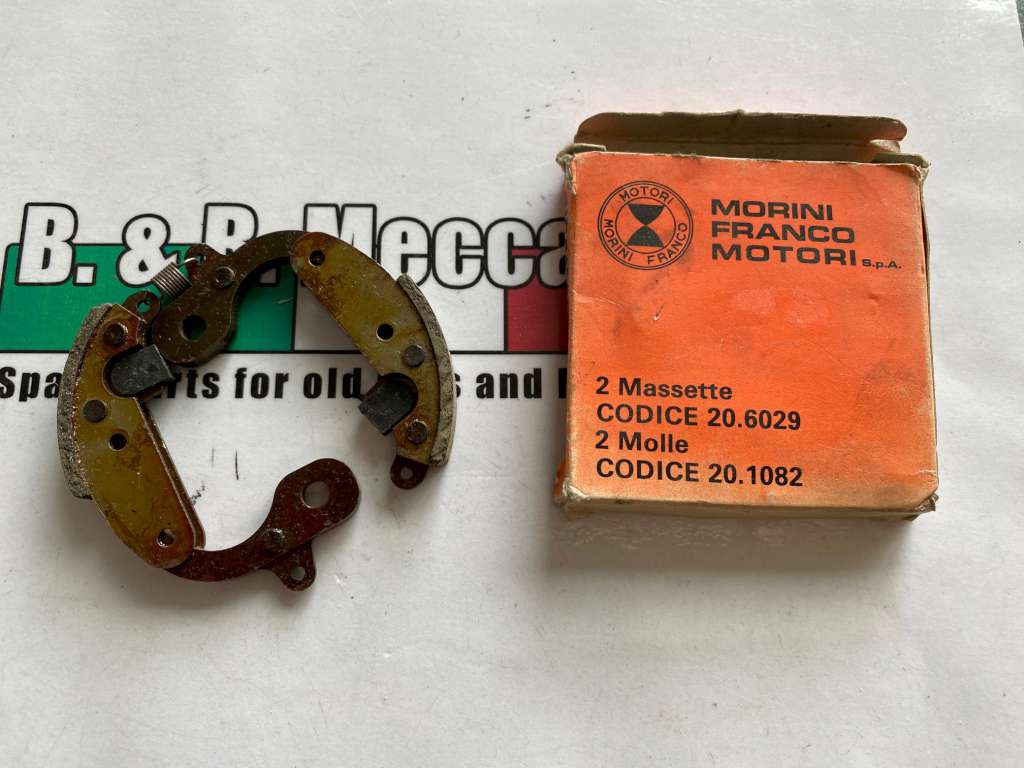 B. & B. Mecca
Spa rts for old s and
MOTORI
MORINI FRANCO
MORINI
FRANCO
MOTORI S.p.A.
2 Massette
CODICE 20.6029
2 Molle
CODICE 20.1082